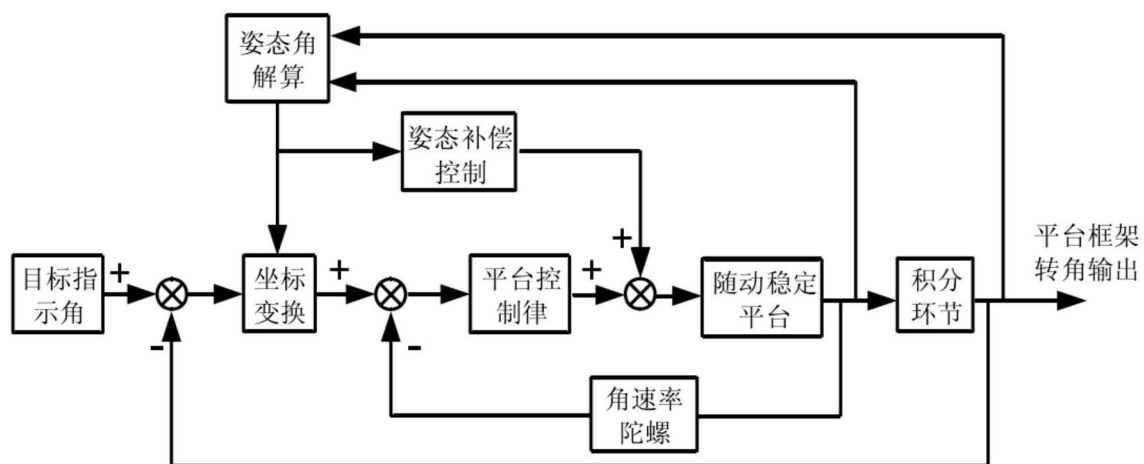 姿态角
解算
姿态补偿
控制
平台框架
转角输出
+
目标指
示角
+
-
坐标
变换
+
-
平台控
制律
+
随动稳定
平台
积分
环节
角速率
陀螺